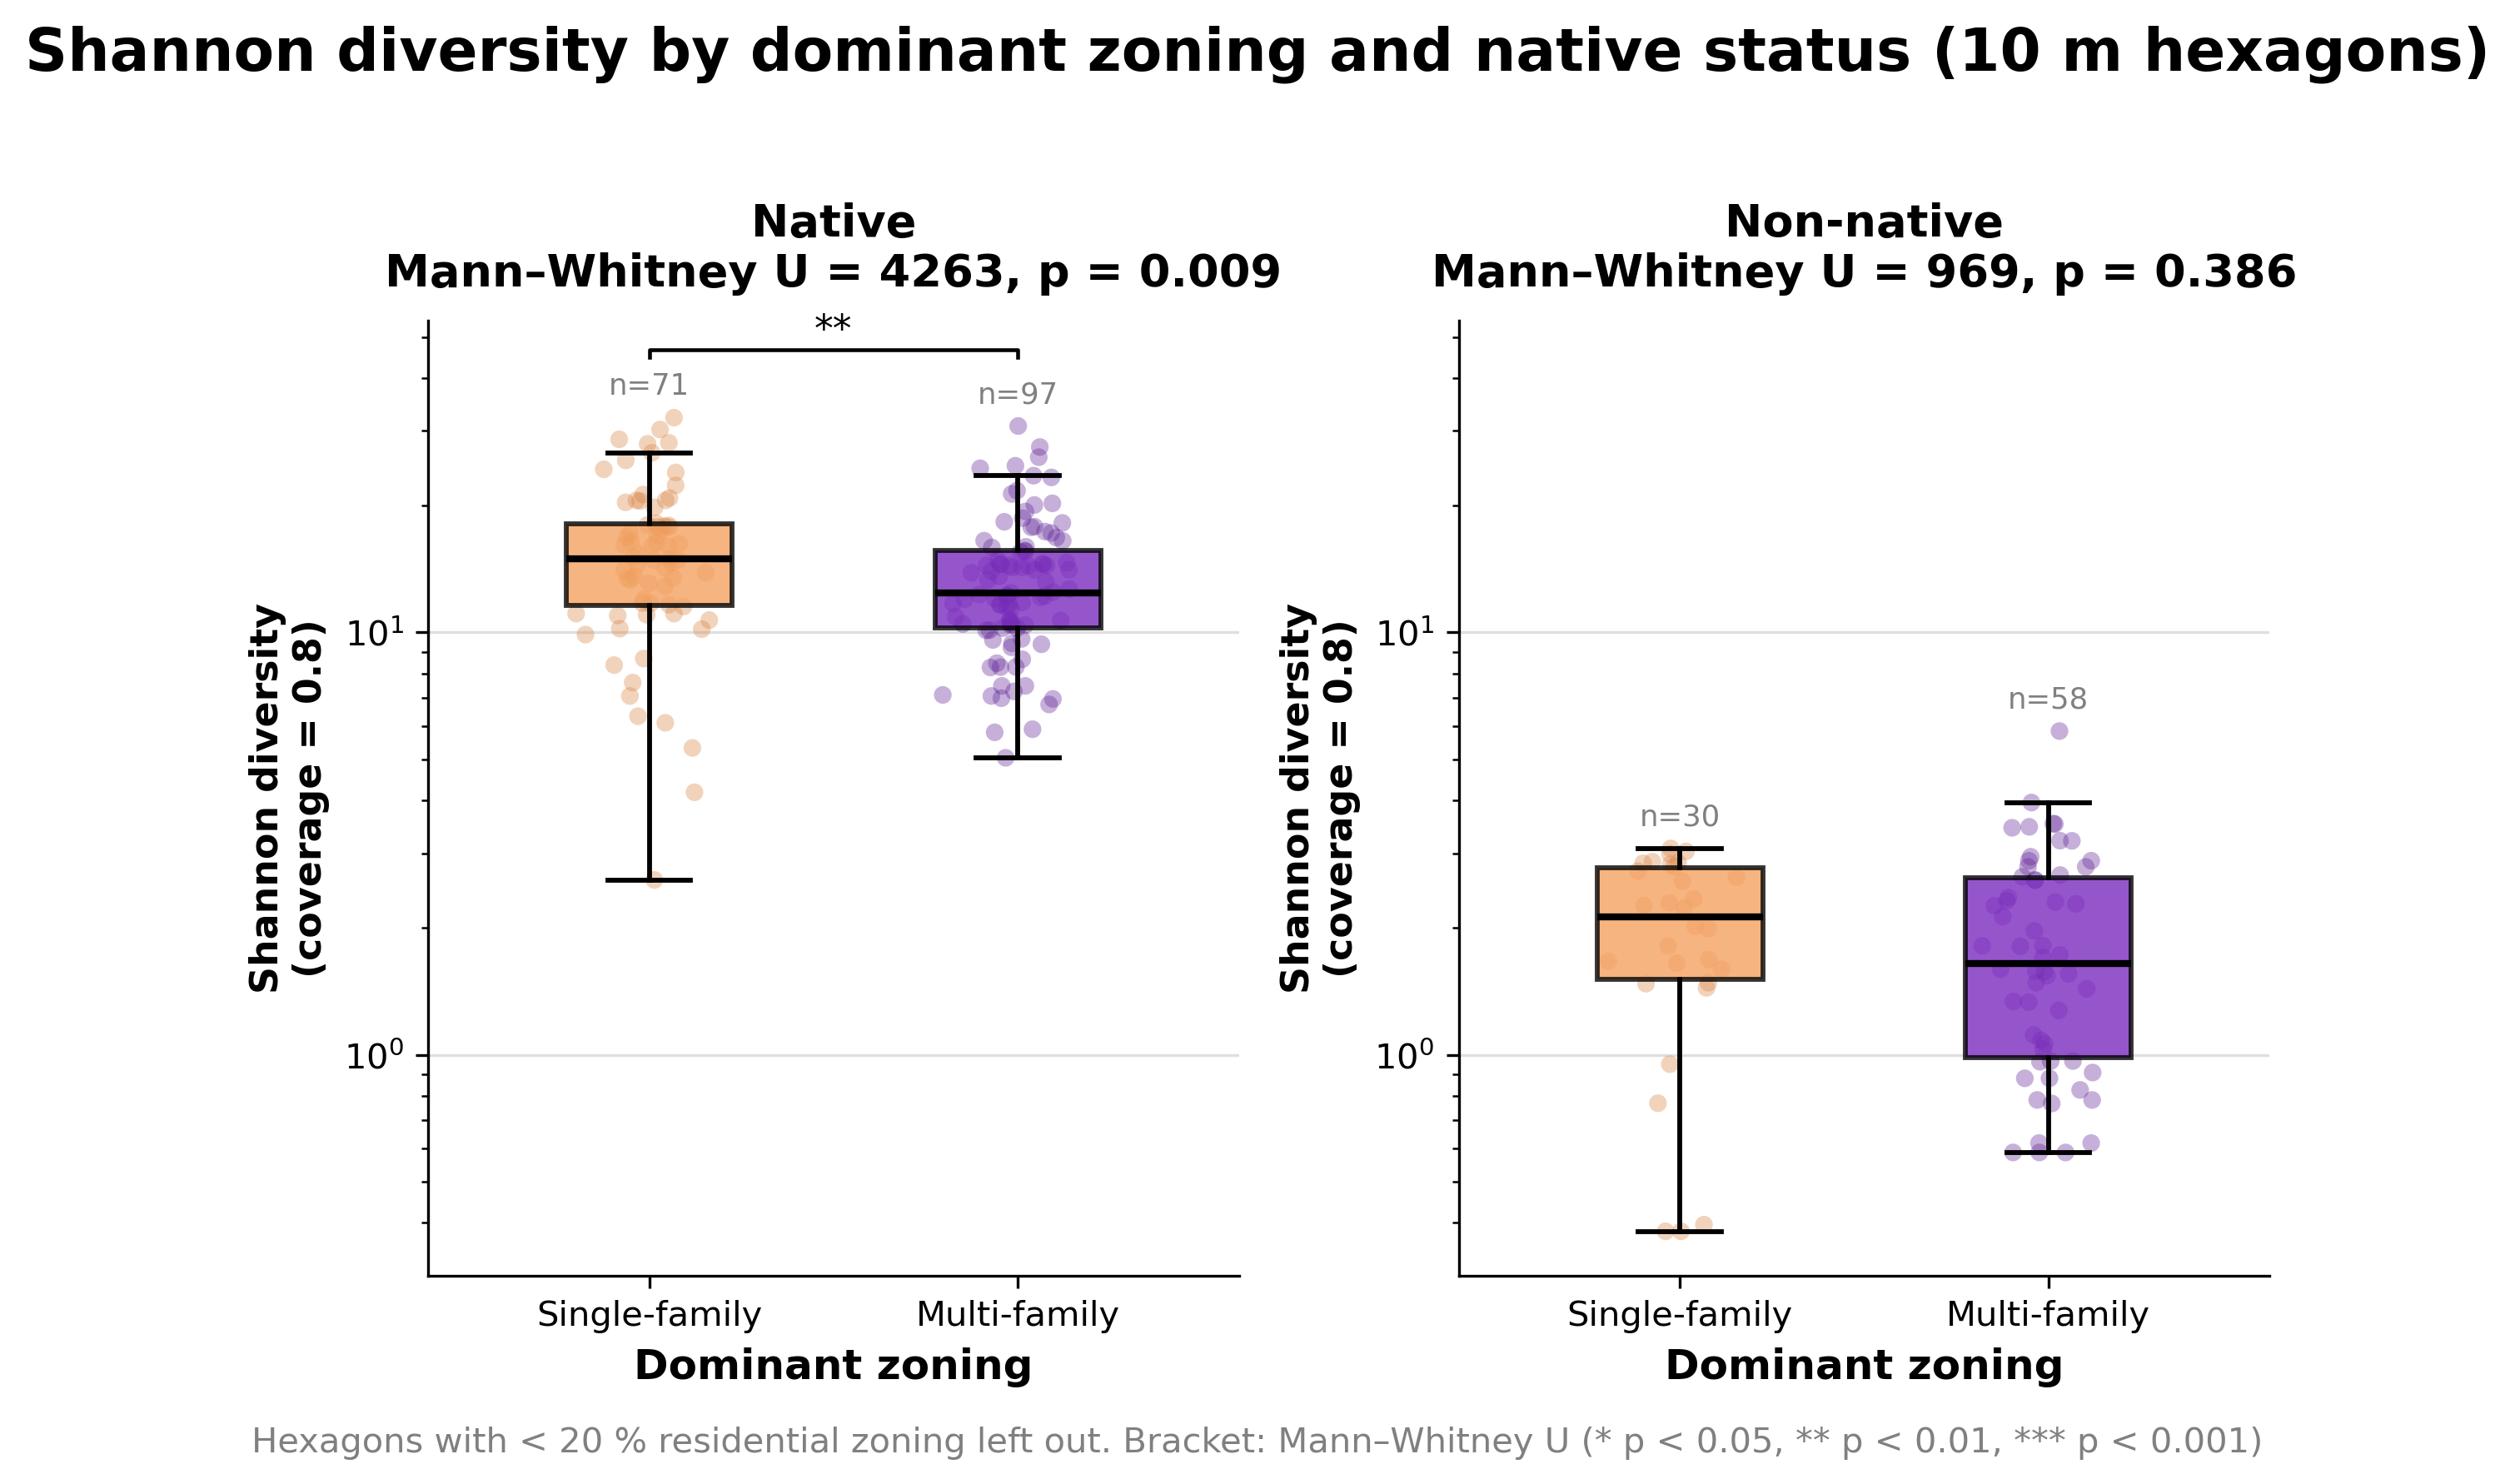 Shannon diversity by dominant zoning and native status (10 m hexagons)
Native
Mann–Whitney U = 4263, p = 0.009
**
n=71
n=97
Shannon diversity
(coverage = 0.8)
10¹
10⁰
Single-family
Multi-family
Dominant zoning
Non-native
Mann–Whitney U = 969, p = 0.386
n=58
n=30
Shannon diversity
(coverage = 0.8)
10¹
10⁰
Single-family
Multi-family
Dominant zoning
Hexagons with < 20 % residential zoning left out. Bracket: Mann–Whitney U (* p < 0.05, ** p < 0.01, *** p < 0.001)